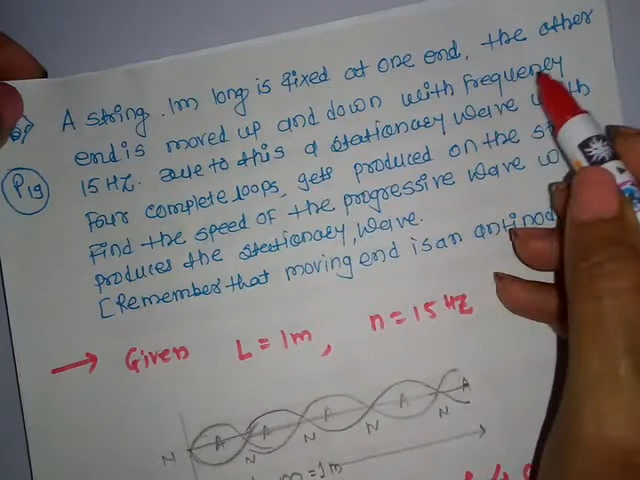 A string 1m long is fixed at one end. the other
end is moved up and down with frequency
P19
15 HZ. Due to this a stationary wave with
four complete loops, gets produced on the
Find the speed of the progressive wave
produces the stationary wave.
[Remember that moving end is an antinod
→ Given L = 1m, n = 15 HZ
A A A A A
N N N N N
m = 1m